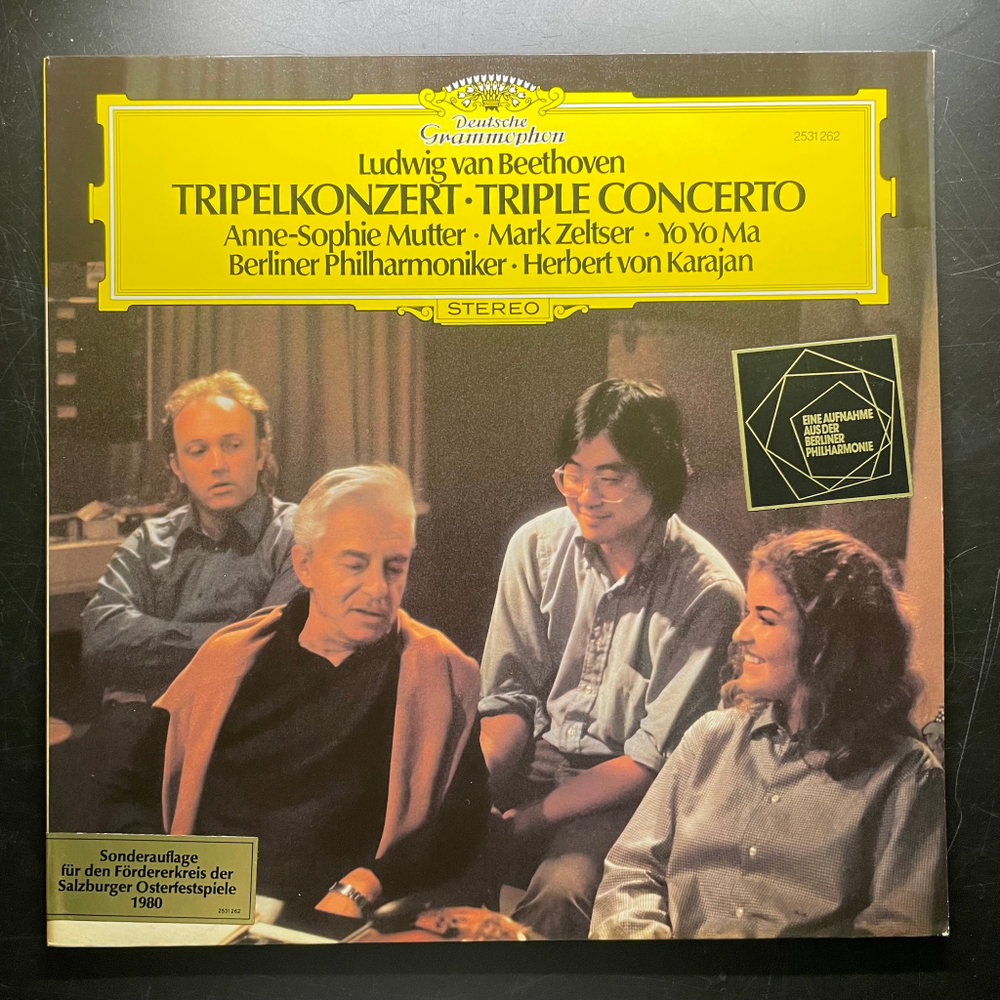 Deutsche
Grammophon
2531 262
Ludwig van Beethoven
TRIPELKONZERT · TRIPLE CONCERTO
Anne-Sophie Mutter · Mark Zeltser · Yo Yo Ma
Berliner Philharmoniker · Herbert von Karajan
STEREO
EINE AUFNAHME
AUS DER
BERLINER
PHILHARMONIE
Sonderauflage
für den Fördererkreis der
Salzburger Osterfestspiele
1980
2531 262